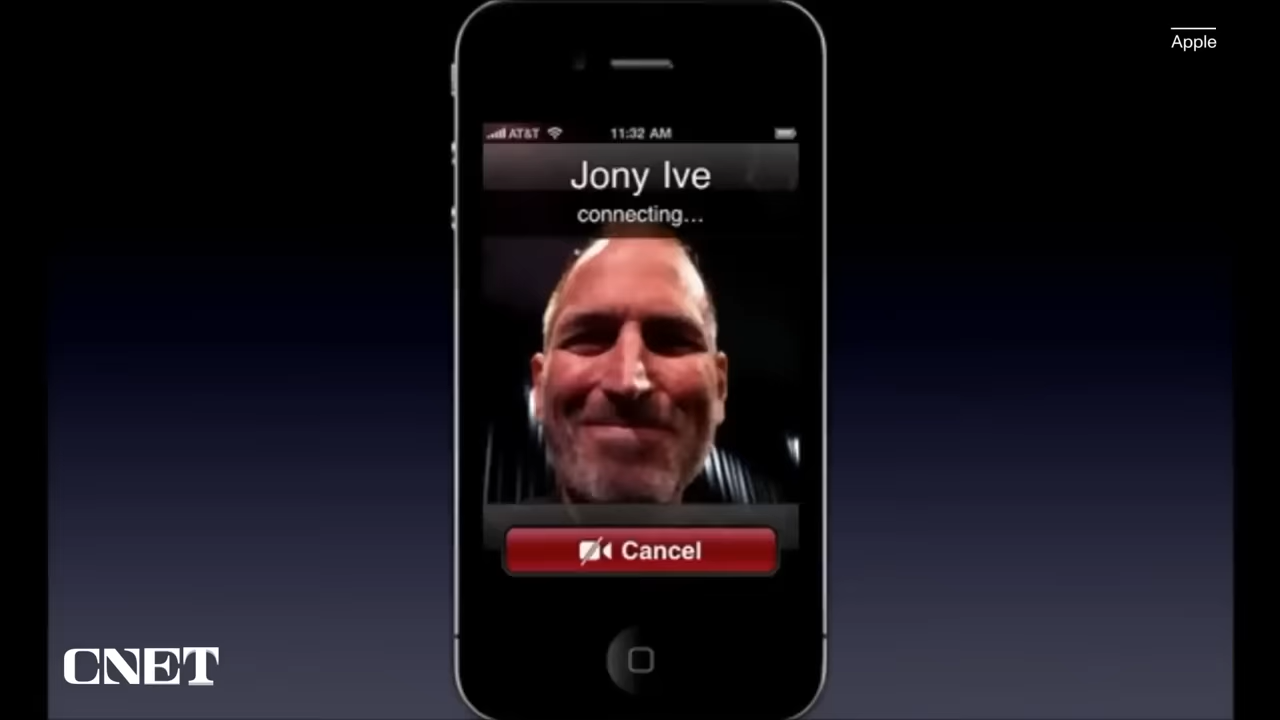 Apple
AT&T 11:32 AM
Jony Ive
connecting...
Cancel
CNET